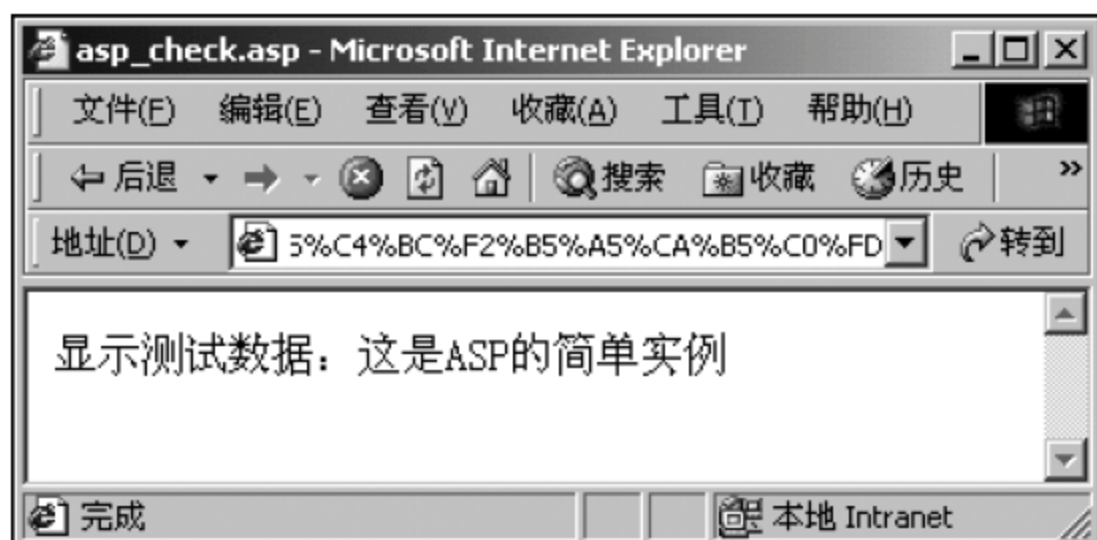 asp_check.asp - Microsoft Internet Explorer
文件(F) 编辑(E) 查看(V) 收藏(A) 工具(T) 帮助(H)
后退 搜索 收藏 历史 »
地址(D) 5%C4%BC%F2%B5%A5%CA%B5%C0%FD 转到
显示测试数据：这是ASP的简单实例
完成 本地 Intranet